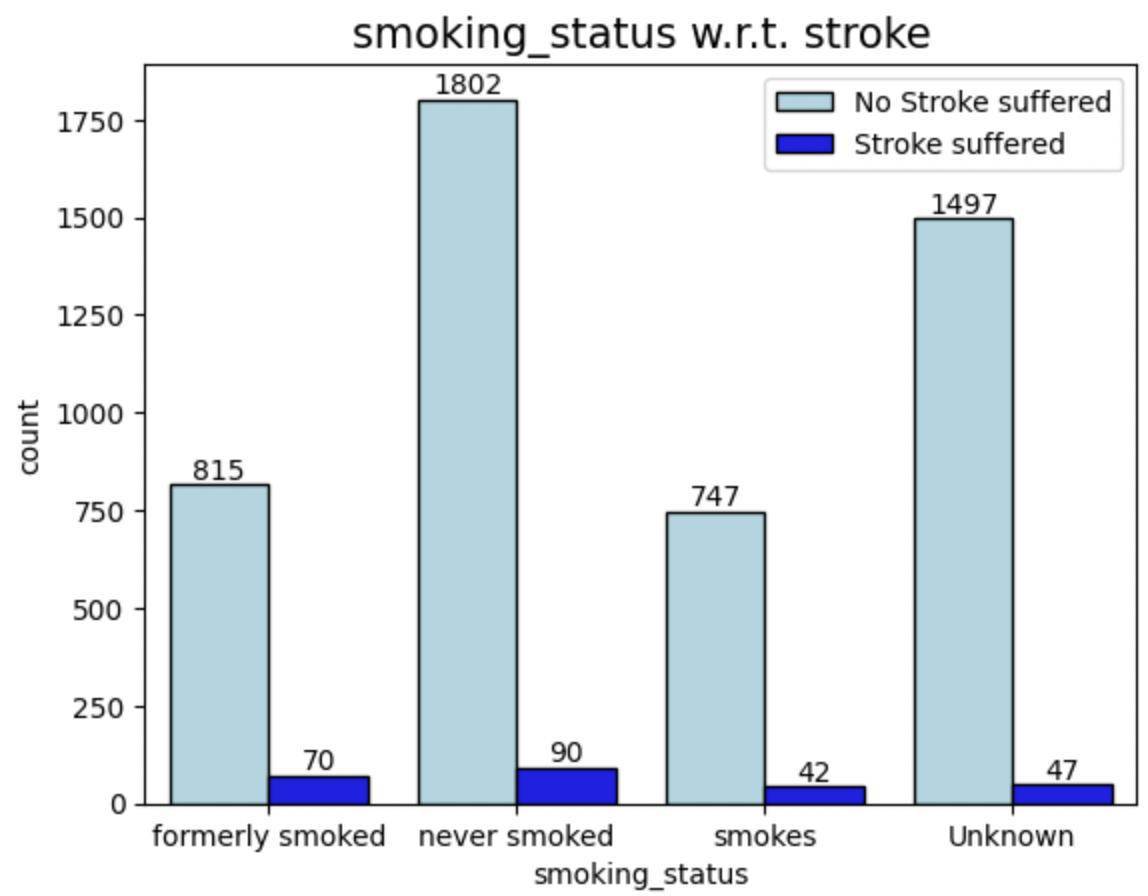 smoking_status w.r.t. stroke
No Stroke suffered
Stroke suffered
1802
1750
1500
1497
1250
1000
count
815
750
747
500
250
70
90
42
47
0
formerly smoked
never smoked
smokes
Unknown
smoking_status